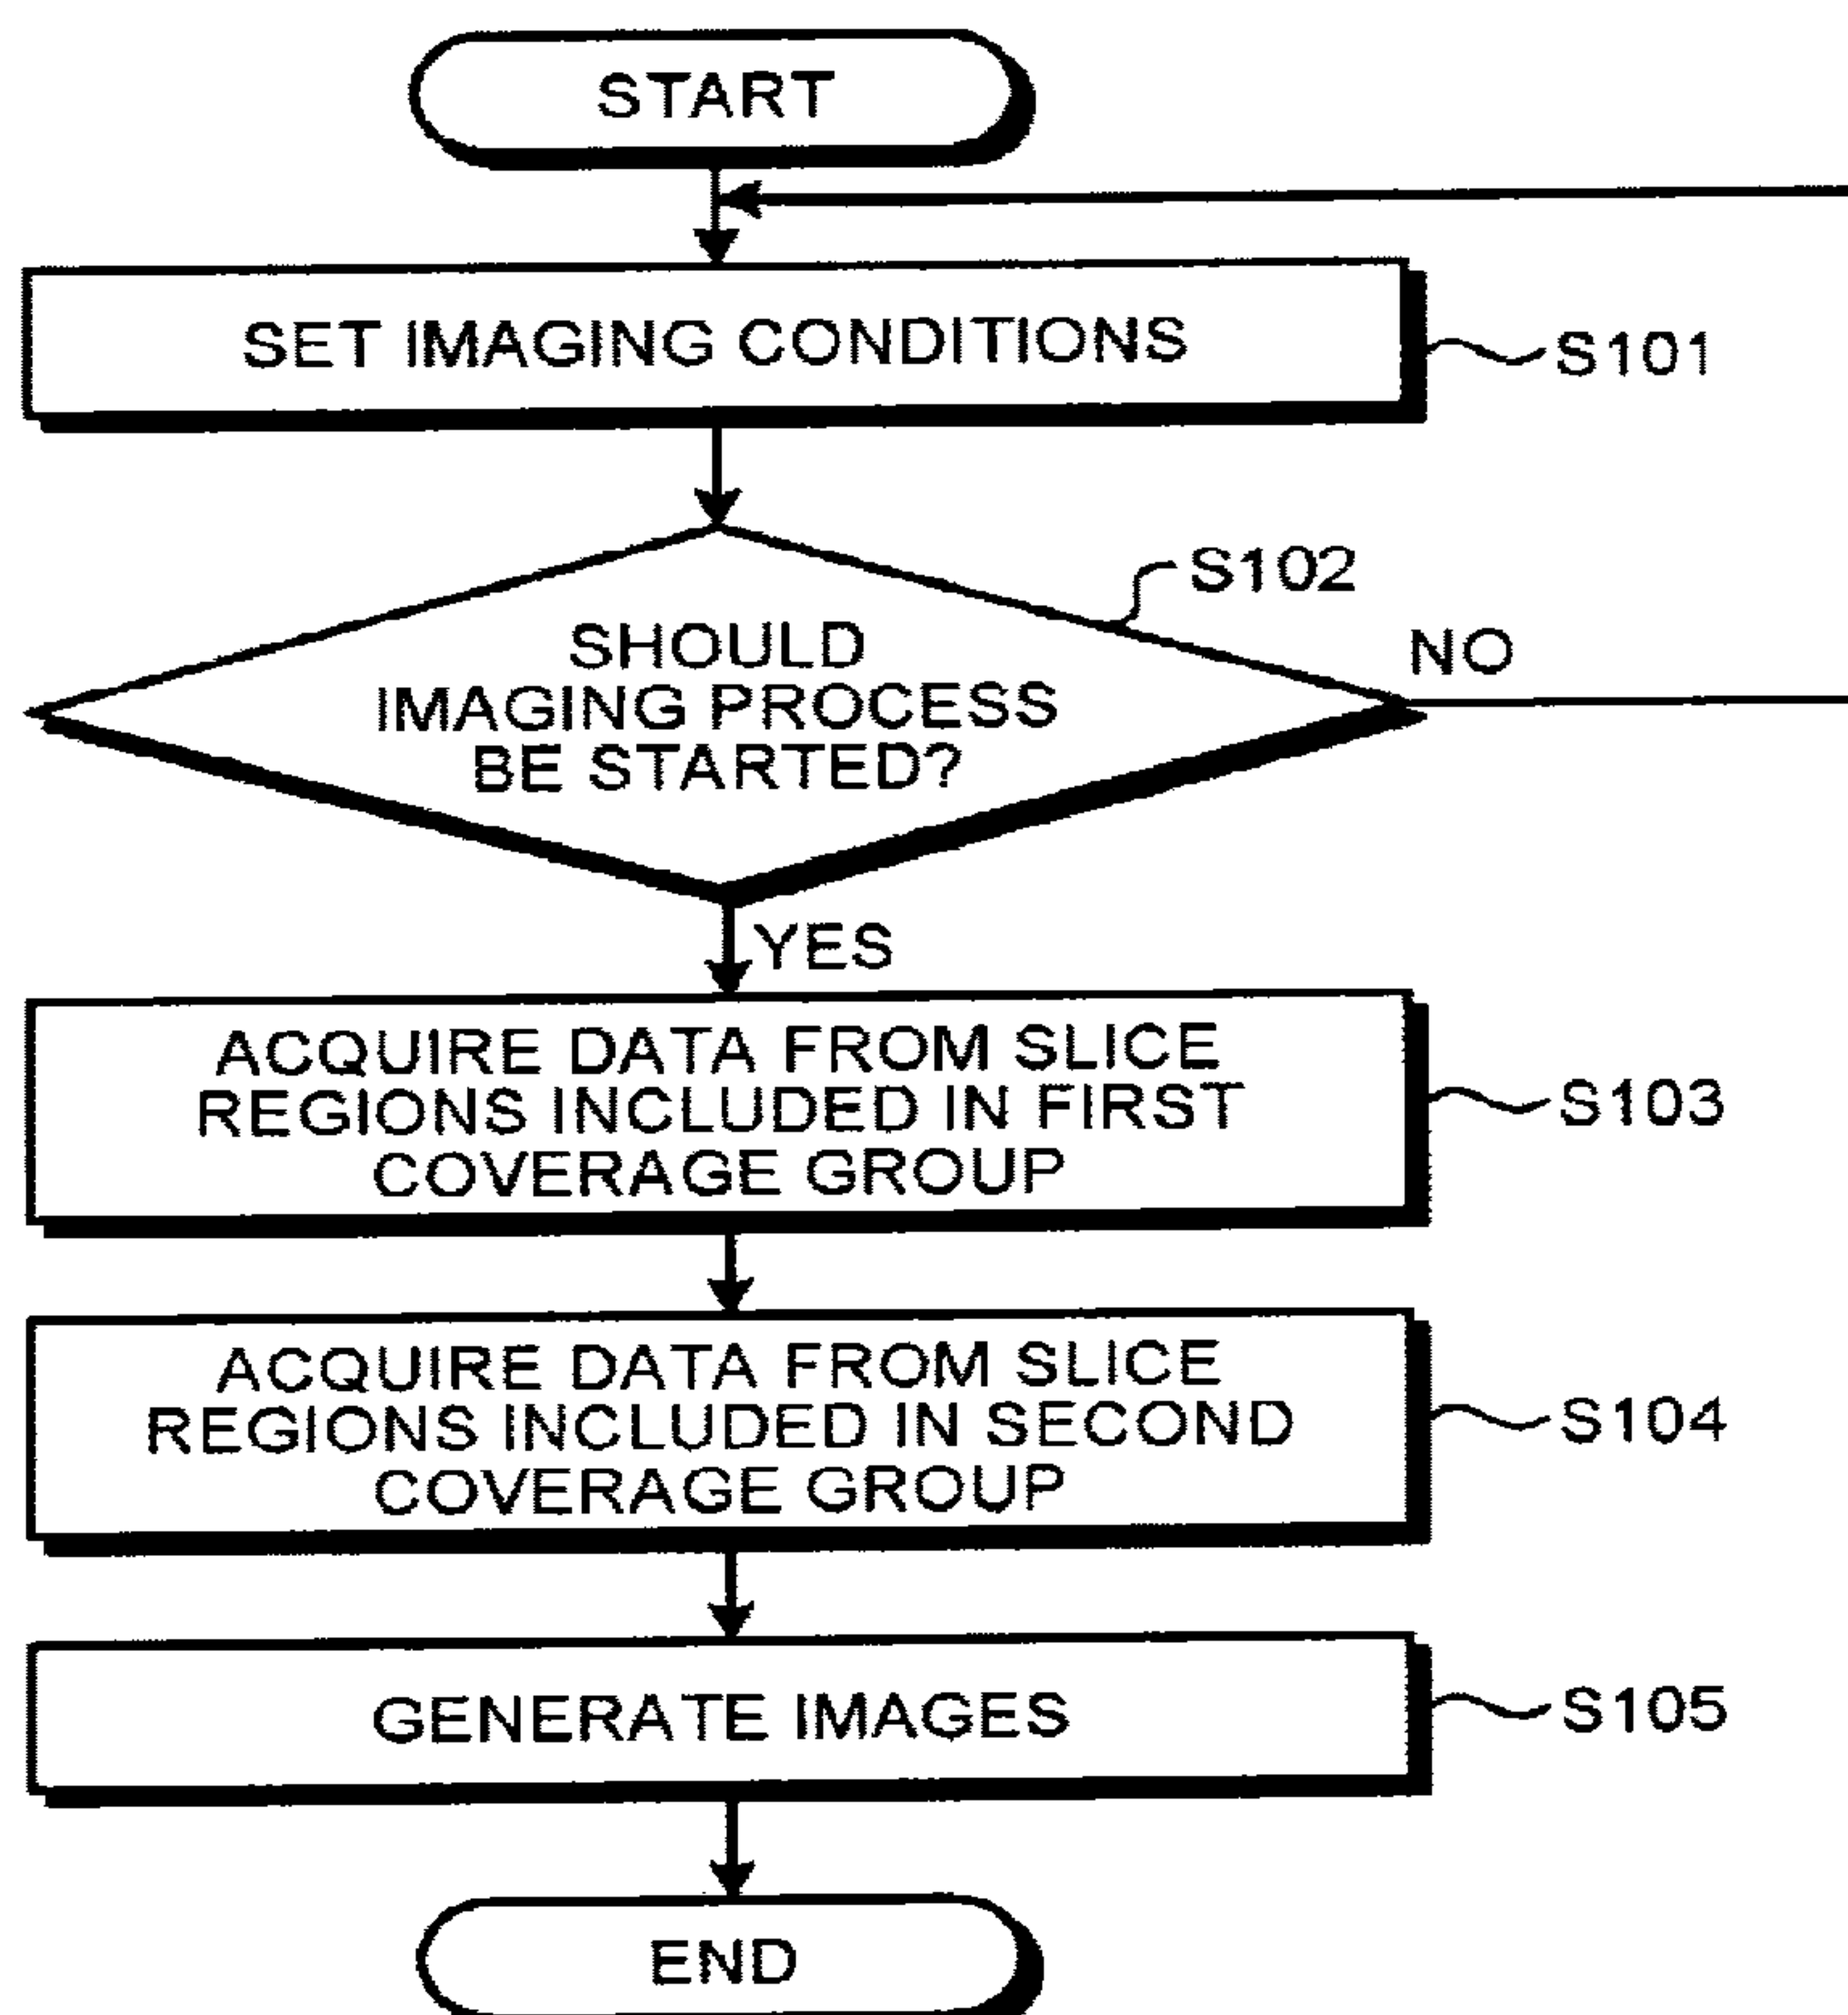 START
SET IMAGING CONDITIONS
S101
S102
SHOULD
IMAGING PROCESS
BE STARTED?
NO
YES
ACQUIRE DATA FROM SLICE
REGIONS INCLUDED IN FIRST
COVERAGE GROUP
S103
ACQUIRE DATA FROM SLICE
REGIONS INCLUDED IN SECOND
COVERAGE GROUP
S104
GENERATE IMAGES
S105
END